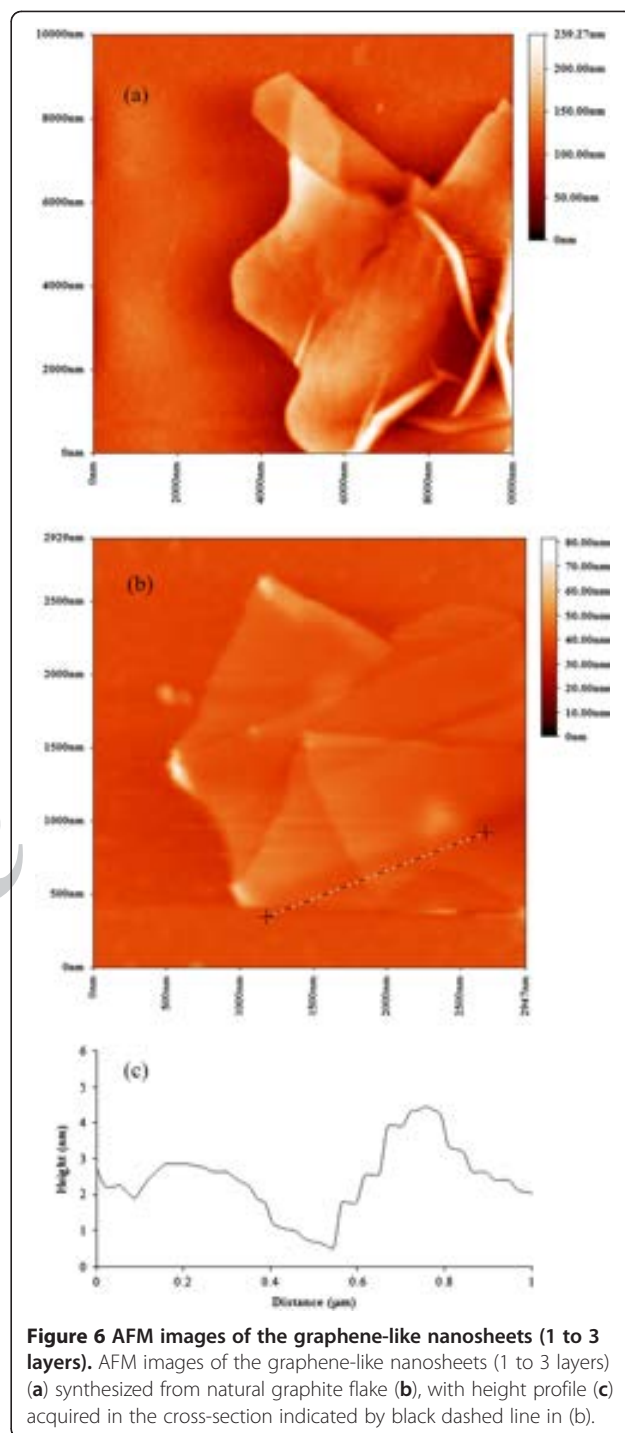 10000nm
8000nm
6000nm
4000nm
2000nm
0nm
(a)
239.27nm
200.00nm
150.00nm
100.00nm
50.00nm
0nm
0nm
2000nm
4000nm
6000nm
8000nm
0000nm
2929nm
2500nm
2000nm
1500nm
1000nm
500nm
0nm
(b)
80.00nm
70.00nm
60.00nm
50.00nm
40.00nm
30.00nm
20.00nm
10.00nm
0nm
0nm
500nm
1000nm
1500nm
2000nm
2500nm
2947nm
(c)
6
5
4
3
2
1
0
Height (nm)
0
0.2
0.4
0.6
0.8
1
Distance (µm)
Figure 6 AFM images of the graphene-like nanosheets (1 to 3
layers). AFM images of the graphene-like nanosheets (1 to 3 layers)
(a) synthesized from natural graphite flake (b), with height profile (c)
acquired in the cross-section indicated by black dashed line in (b).